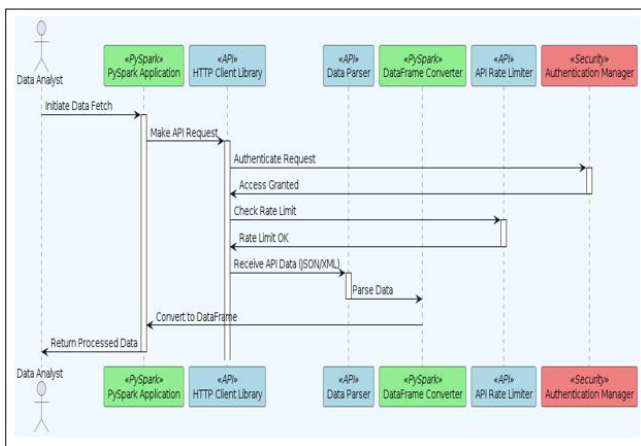 «PySpark» «API» «API» «PySpark» «API» «Security»
Data Analyst PySpark Application HTTP Client Library Data Parser DataFrame Converter API Rate Limiter Authentication Manager
Initiate Data Fetch
Make API Request
Authenticate Request
Access Granted
Check Rate Limit
Rate Limit OK
Receive API Data (JSON/XML)
Parse Data
Convert to DataFrame
Return Processed Data
Data Analyst «PySpark» «API» «API» «PySpark» «API» «Security»
PySpark Application HTTP Client Library Data Parser DataFrame Converter API Rate Limiter Authentication Manager